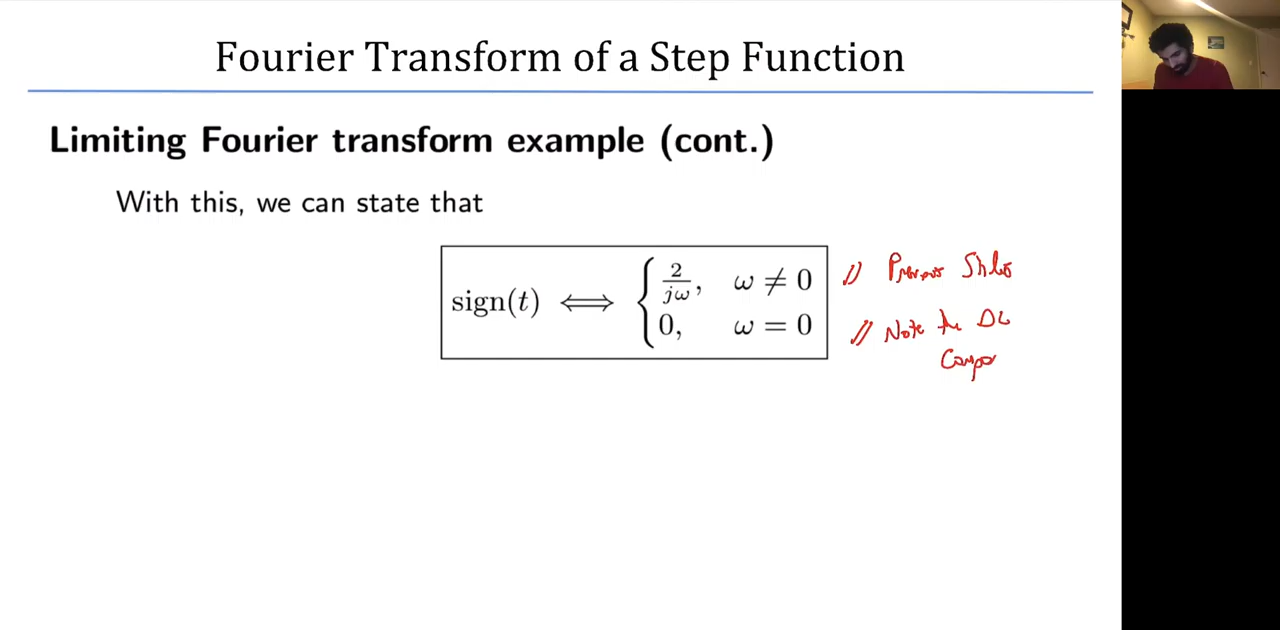 Fourier Transform of a Step Function
Limiting Fourier transform example (cont.)
With this, we can state that
sign(t) ⟺ { 2/jω, ω ≠ 0
0, ω = 0
// Previous Slides
// Note the DC
Compo